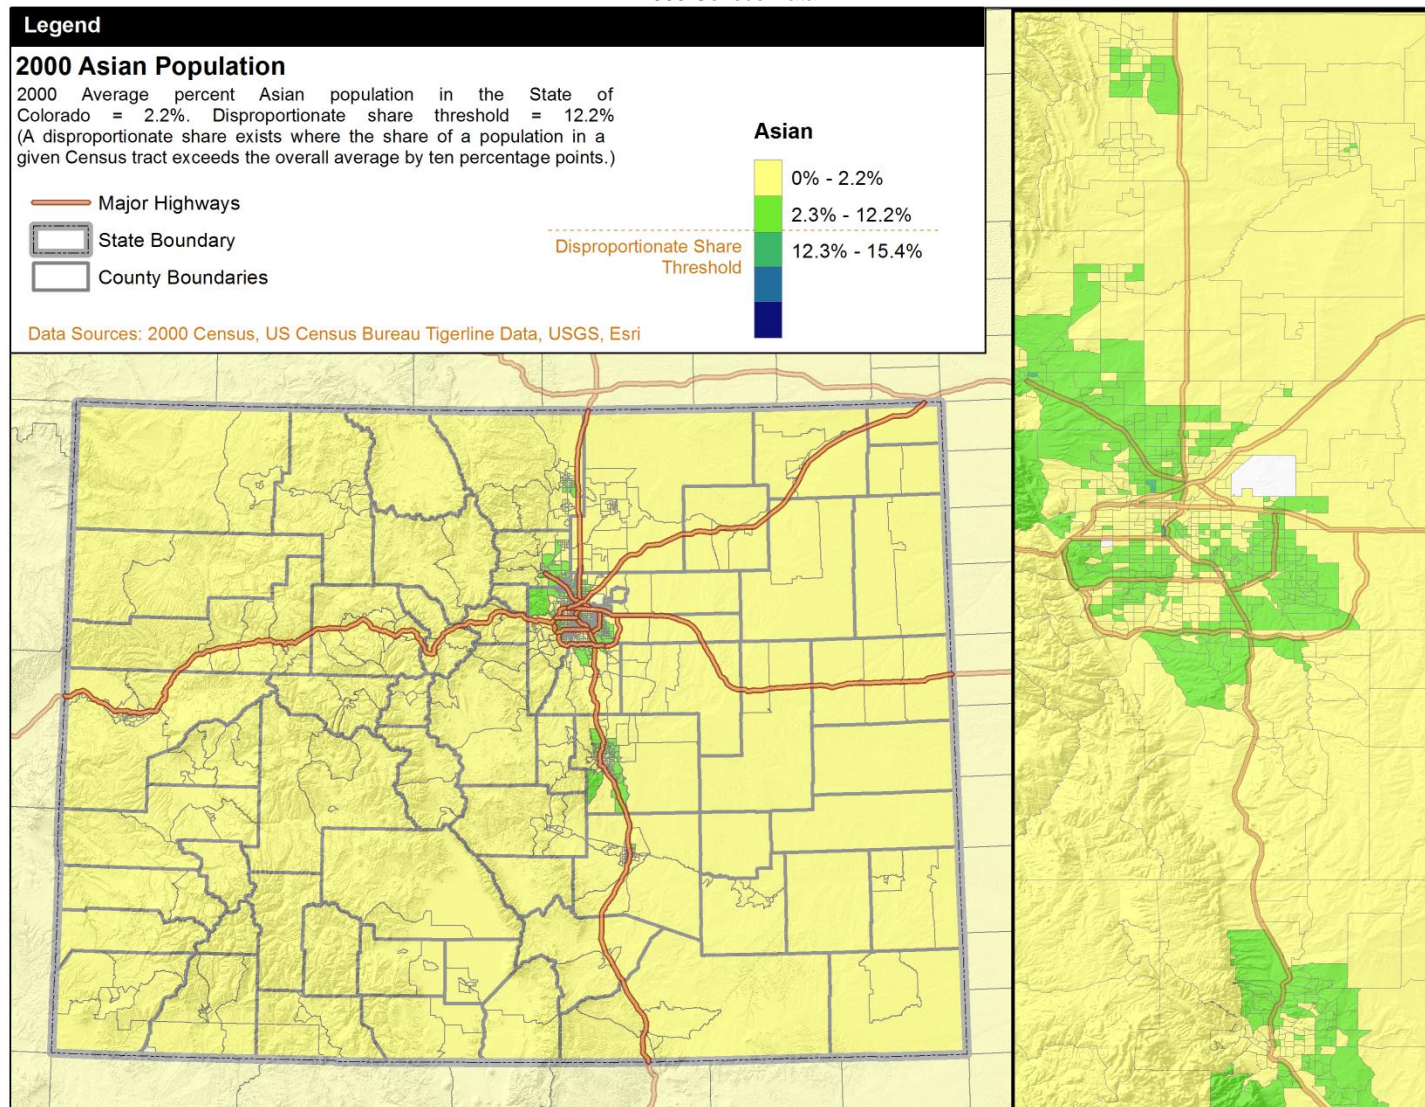 Legend
2000 Asian Population
2000 Average percent Asian population in the State of
Colorado = 2.2%. Disproportionate share threshold = 12.2%
(A disproportionate share exists where the share of a population in a
given Census tract exceeds the overall average by ten percentage points.)
Major Highways
State Boundary
County Boundaries
Asian
0% - 2.2%
2.3% - 12.2%
12.3% - 15.4%
Disproportionate Share
Threshold
Data Sources: 2000 Census, US Census Bureau Tigerline Data, USGS, Esri